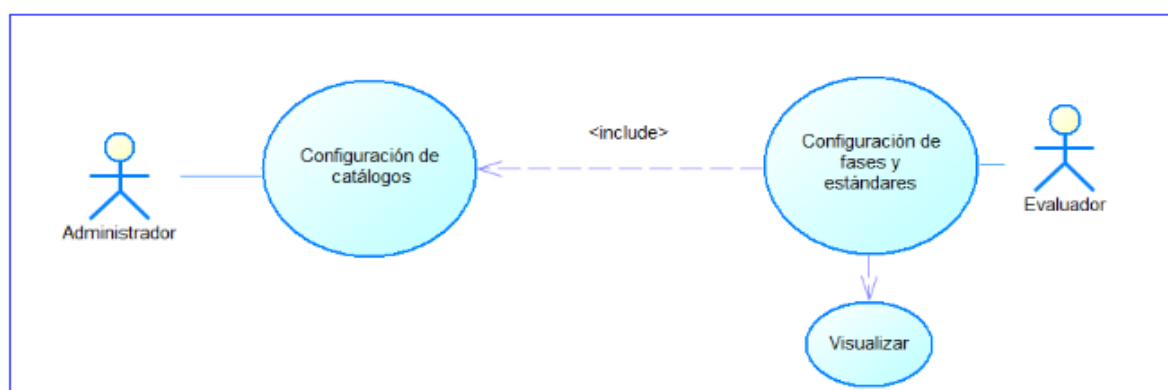 <include>
Configuración de
catálogos
Configuración de
fases y
estándares
Administrador
Evaluador
Visualizar